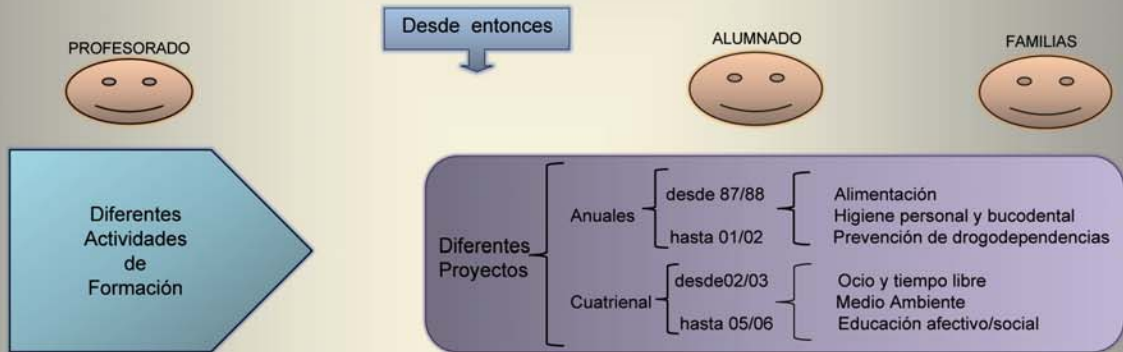 Desde entonces
PROFESORADO
ALUMNADO
FAMILIAS
Diferentes
Actividades
de
Formación
Diferentes
Proyectos
Anuales
desde 87/88
hasta 01/02
Alimentación
Higiene personal y bucodental
Prevención de drogodependencias
Cuatrienal
desde02/03
hasta 05/06
Ocio y tiempo libre
Medio Ambiente
Educación afectivo/social